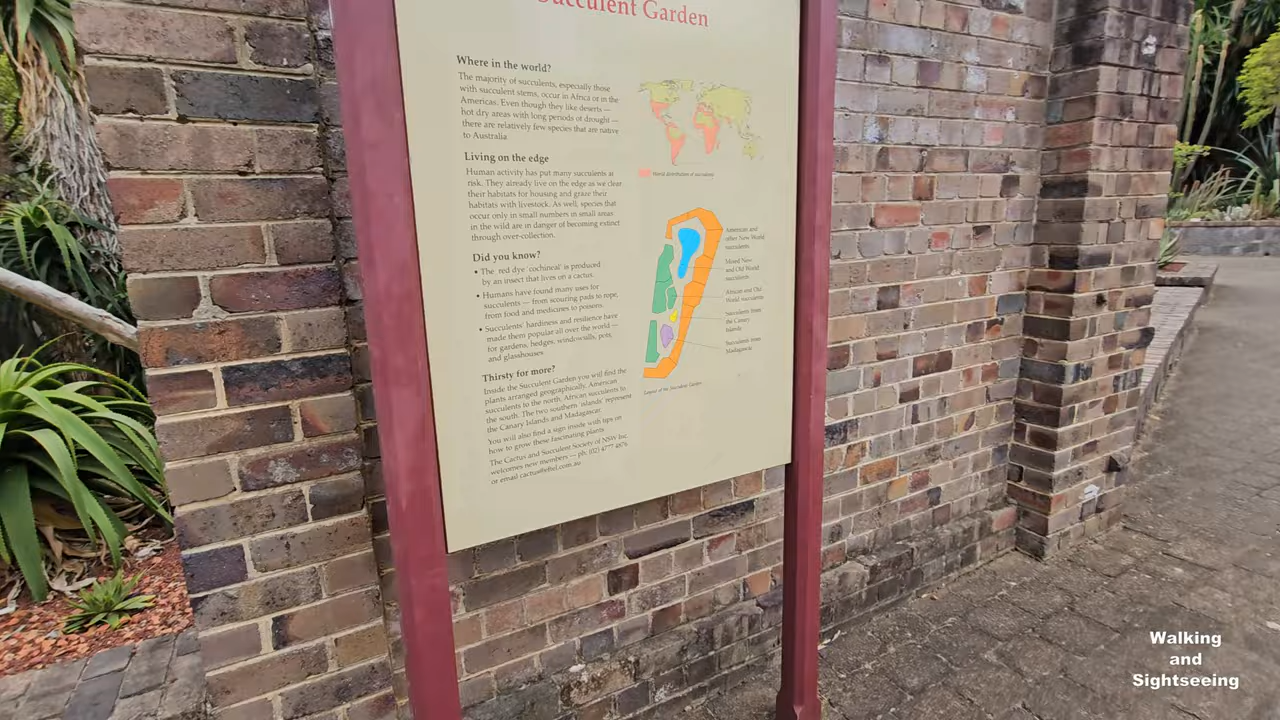 Succulent Garden
Where in the world?
The majority of succulents, especially those
with succulent stems, occur in Africa or in the
Americas. Even though they like deserts —
hot dry areas with long periods of drought —
there are relatively few species that are native
to Australia
Living on the edge
Human activity has put many succulents at
risk. They already live on the edge as we clear
their habitats for housing and graze their
habitats with livestock. As well, species that
occur only in small numbers in small areas
in the wild are in danger of becoming extinct
through over-collection.
Did you know?
• The red dye 'cochineal' is produced
by an insect that lives on a cactus.
• Humans have found many uses for
succulents — from scouring pads to rope,
from food and medicines to poisons.
• Succulents' hardiness and resilience have
made them popular all over the world —
for gardens, hedges, windowsills, pots,
and glasshouses
Thirsty for more?
Inside the Succulent Garden you will find the
plants arranged geographically, American
succulents to the north, African succulents to
the south. The two southern 'islands' represent
the Canary Islands and Madagascar.
You will also find a sign inside with tips on
how to grow these fascinating plants
The Cactus and Succulent Society of NSW Inc.
welcomes new members — ph: (02) 4777
or email
World distribution of succulents
American and
other New World
succulents
Mixed New
and Old World
succulents
African and Old
World succulents
Succulents from
the Canary
Islands
Succulents from
Madagascar
Layout of the Succulent Garden
Walking
and
Sightseeing